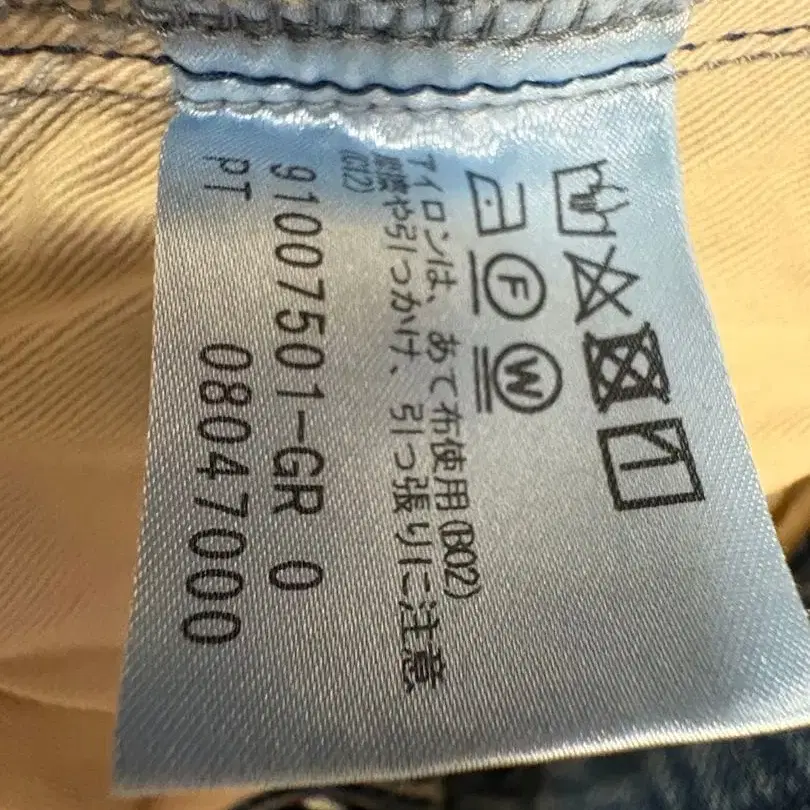 F
W
アイロンは、あて布使用(B02)
摩擦や引っかけ、引っ張りに注意
(C12)
91007501-GR 0
PT 08047000